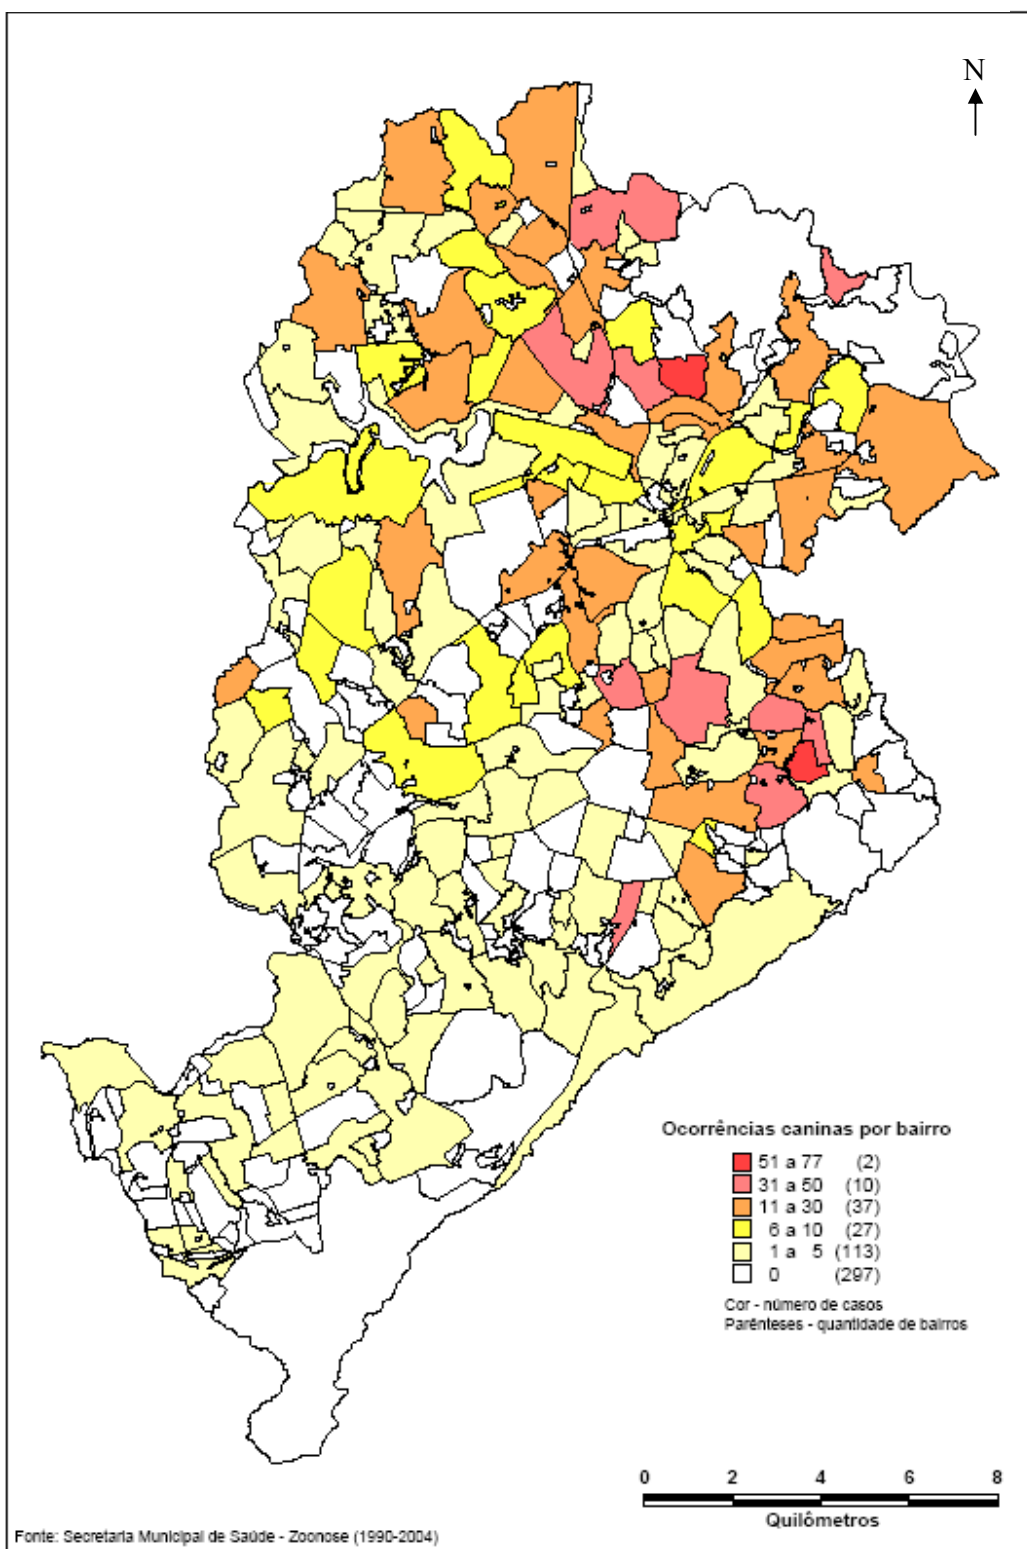 N
Ocorrências caninas por bairro
51 a 77 (2)
31 a 50 (10)
11 a 30 (37)
6 a 10 (27)
1 a 5 (113)
0 (297)
Cor - número de casos
Parênteses - quantidade de bairros
0 2 4 6 8
Quilômetros
Fonte: Secretaria Municipal de Saúde - Zoonose (1990-2004)